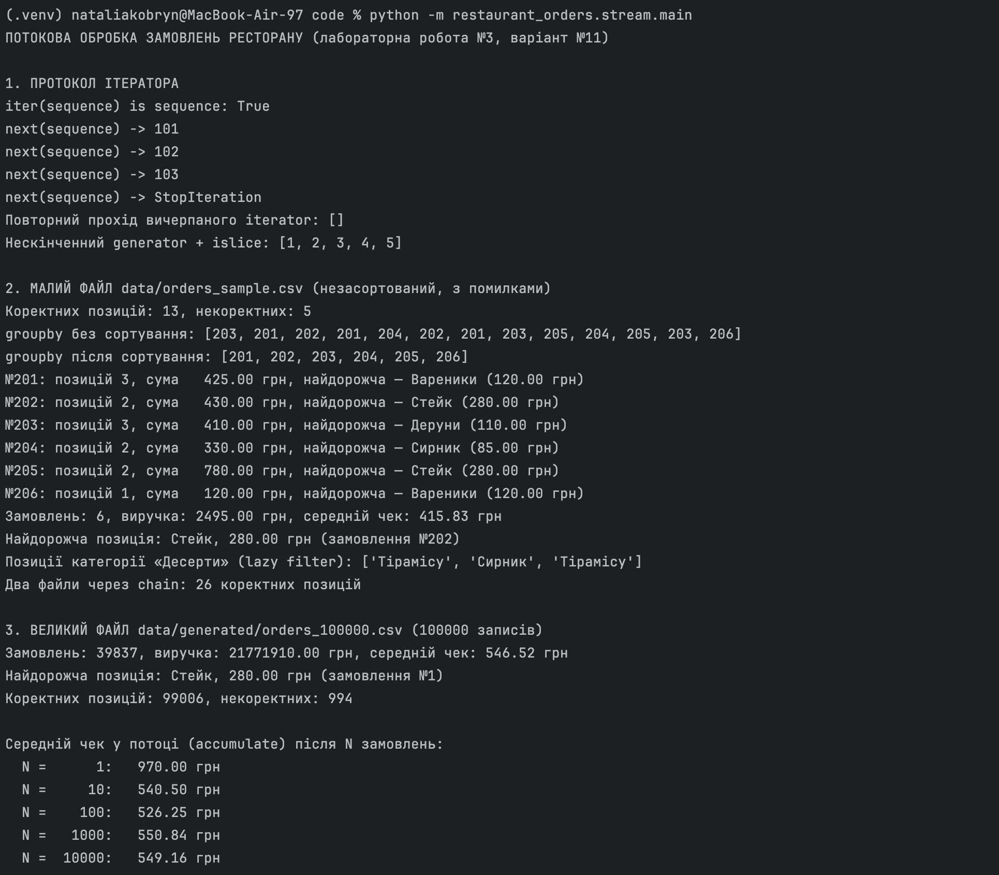 (.venv) nataliakobryn@MacBook-Air-97 code % python -m restaurant_orders.stream.main
ПОТОКОВА ОБРОБКА ЗАМОВЛЕНЬ РЕСТОРАНУ (лабораторна робота №3, варіант №11)
1. ПРОТОКОЛ ІТЕРАТОРА
iter(sequence) is sequence: True
next(sequence) -> 101
next(sequence) -> 102
next(sequence) -> 103
next(sequence) -> StopIteration
Повторний прохід вичерпаного iterator: []
Нескінченний generator + islice: [1, 2, 3, 4, 5]
2. МАЛИЙ ФАЙЛ data/orders_sample.csv (незасортований, з помилками)
Коректних позицій: 13, некоректних: 5
groupby без сортування: [203, 201, 202, 201, 204, 202, 201, 203, 205, 204, 205, 203, 206]
groupby після сортування: [201, 202, 203, 204, 205, 206]
№201: позицій 3, сума   425.00 грн, найдорожча — Вареники (120.00 грн)
№202: позицій 2, сума   430.00 грн, найдорожча — Стейк (280.00 грн)
№203: позицій 3, сума   410.00 грн, найдорожча — Деруни (110.00 грн)
№204: позицій 2, сума   330.00 грн, найдорожча — Сирник (85.00 грн)
№205: позицій 2, сума   780.00 грн, найдорожча — Стейк (280.00 грн)
№206: позицій 1, сума   120.00 грн, найдорожча — Вареники (120.00 грн)
Замовлень: 6, виручка: 2495.00 грн, середній чек: 415.83 грн
Найдорожча позиція: Стейк, 280.00 грн (замовлення №202)
Позиції категорії «Десерти» (lazy filter): ['Тірамісу', 'Сирник', 'Тірамісу']
Два файли через chain: 26 коректних позицій
3. ВЕЛИКИЙ ФАЙЛ data/generated/orders_100000.csv (100000 записів)
Замовлень: 39837, виручка: 21771910.00 грн, середній чек: 546.52 грн
Найдорожча позиція: Стейк, 280.00 грн (замовлення №1)
Коректних позицій: 99006, некоректних: 994
Середній чек у потоці (accumulate) після N замовлень:
  N =      1:   970.00 грн
  N =     10:   540.50 грн
  N =    100:   526.25 грн
  N =   1000:   550.84 грн
  N =  10000:   549.16 грн